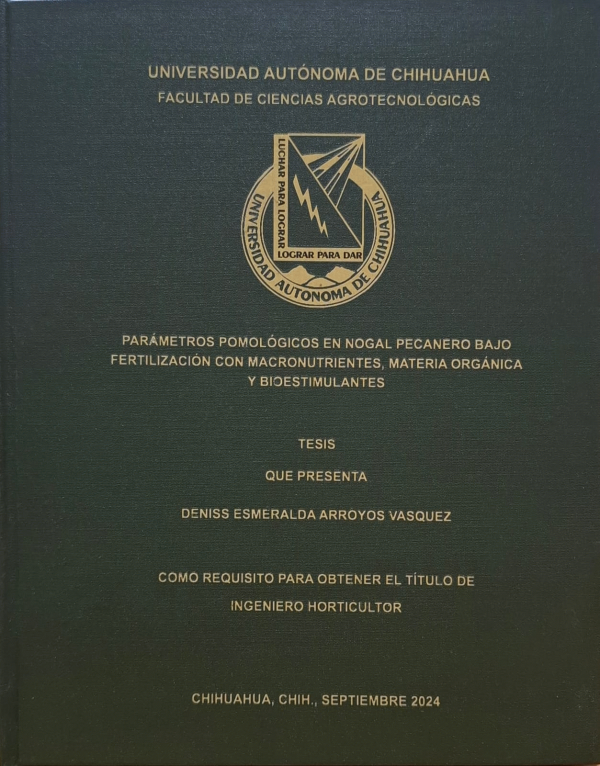 UNIVERSIDAD AUTÓNOMA DE CHIHUAHUA
FACULTAD DE CIENCIAS AGROTECNOLÓGICAS
LUCHAR PARA LOGRAR
LOGRAR PARA DAR
UNIVERSIDAD AUTONOMA DE CHIHUAHUA
PARÁMETROS POMOLÓGICOS EN NOGAL PECANERO BAJO
FERTILIZACIÓN CON MACRONUTRIENTES, MATERIA ORGÁNICA
Y BIOESTIMULANTES
TESIS
QUE PRESENTA
DENISS ESMERALDA ARROYOS VASQUEZ
COMO REQUISITO PARA OBTENER EL TÍTULO DE
INGENIERO HORTICULTOR
CHIHUAHUA, CHIH., SEPTIEMBRE 2024